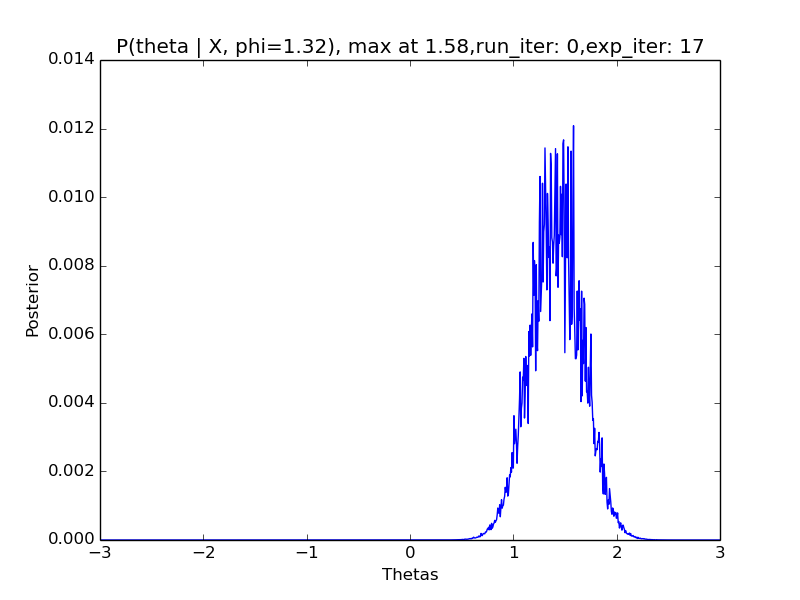 P(theta | X, phi=1.32), max at 1.58,run_iter: 0,exp_iter: 17
0.014
0.012
0.010
0.008
0.006
0.004
0.002
0.000
Posterior
−3 −2 −1 0 1 2 3
Thetas